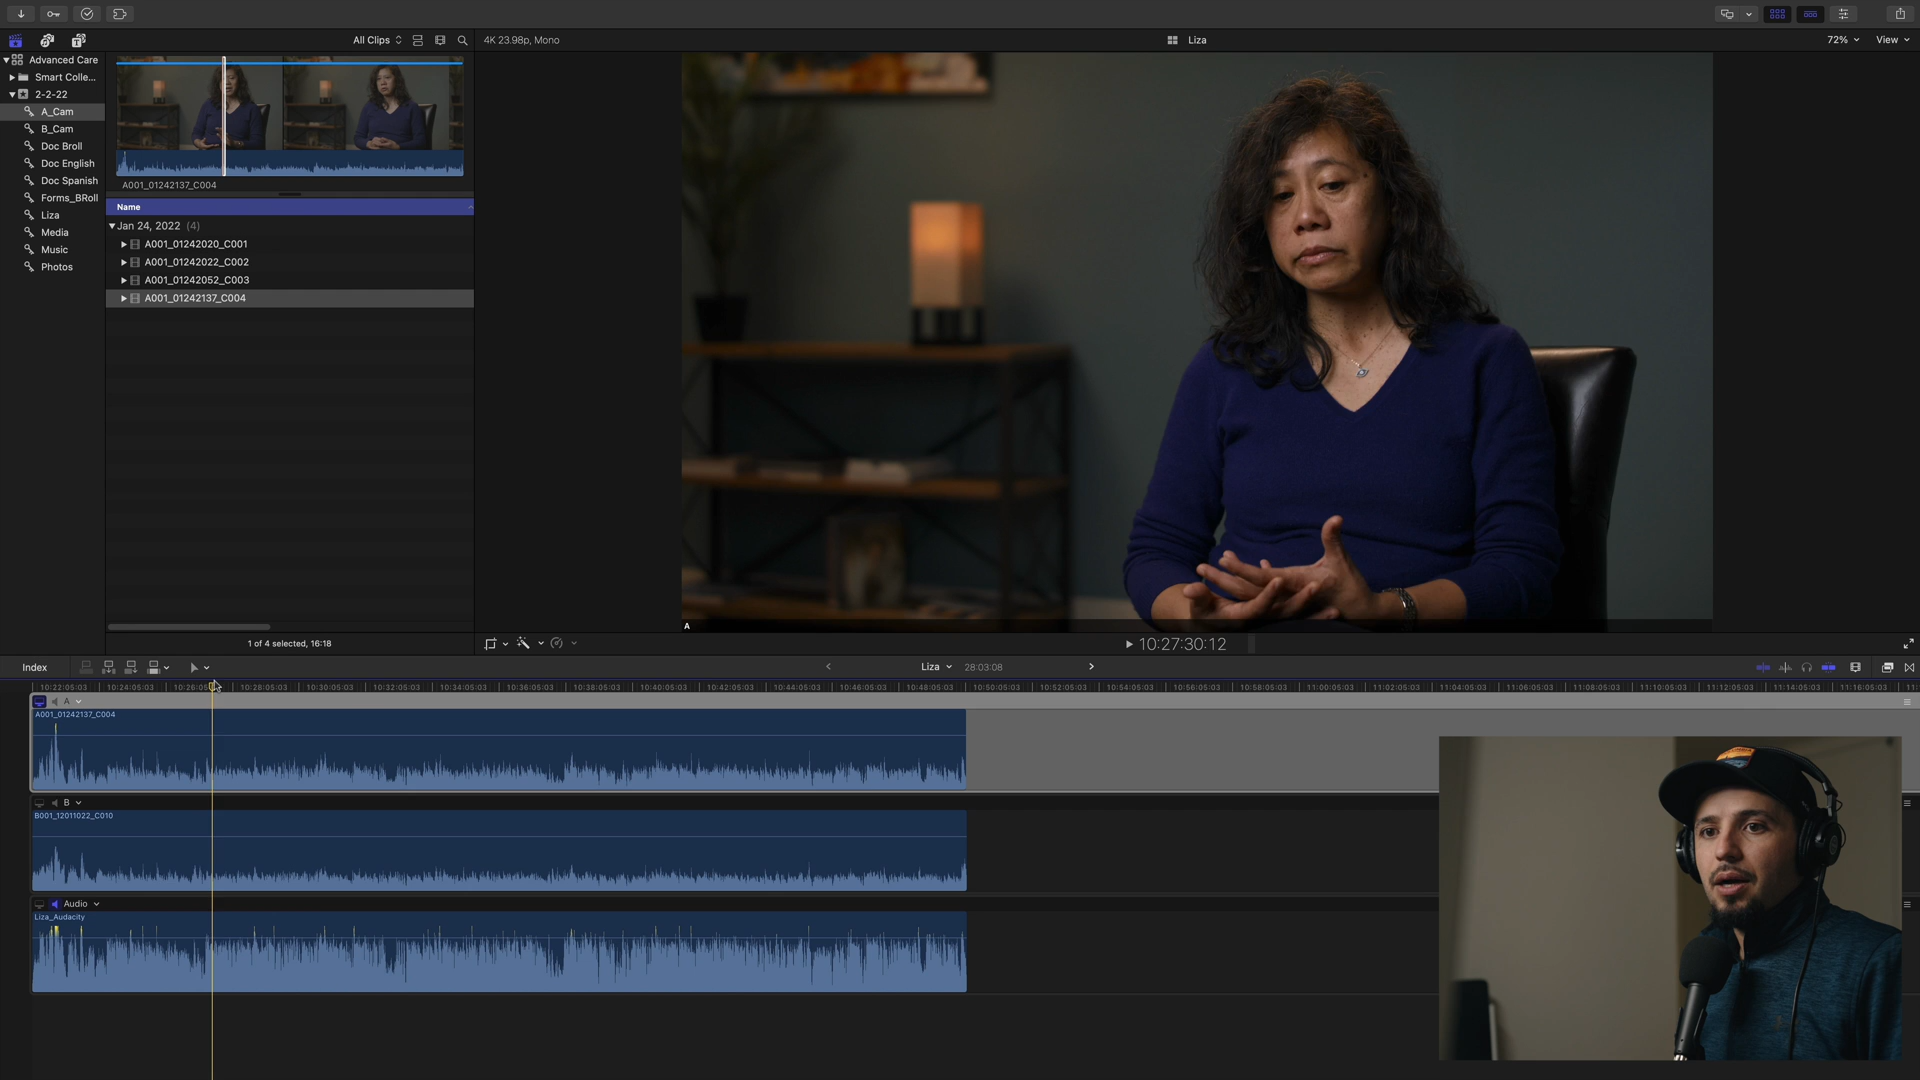 All Clips
4K 23.98p, Mono
Liza
72%
View
Advanced Care
Smart Colle...
2-2-22
A_Cam
B_Cam
Doc Broll
Doc English
Doc Spanish
Forms_BRoll
Liza
Media
Music
Photos
A001_01242137_C004
Name
Jan 24, 2022 (4)
A001_01242020_C001
A001_01242022_C002
A001_01242052_C003
A001_01242137_C004
A
1 of 4 selected, 16:18
10:27:30:12
Index
Liza
28:03:08
10:22:05:03 10:24:05:03 10:26:05:03 10:28:05:03 10:30:05:03 10:32:05:03 10:34:05:03 10:36:05:03 10:38:05:03 10:40:05:03 10:42:05:03 10:44:05:03 10:46:05:03 10:48:05:03 10:50:05:03 10:52:05:03 10:54:05:03 10:56:05:03 10:58:05:03 11:00:05:03 11:02:05:03 11:04:05:03 11:06:05:03 11:08:05:03 11:10:05:03 11:12:05:03 11:14:05:03 11:16:05:03 11:
A
A001_01242137_C004
B
B001_12011022_C010
Audio
Liza_Audacity